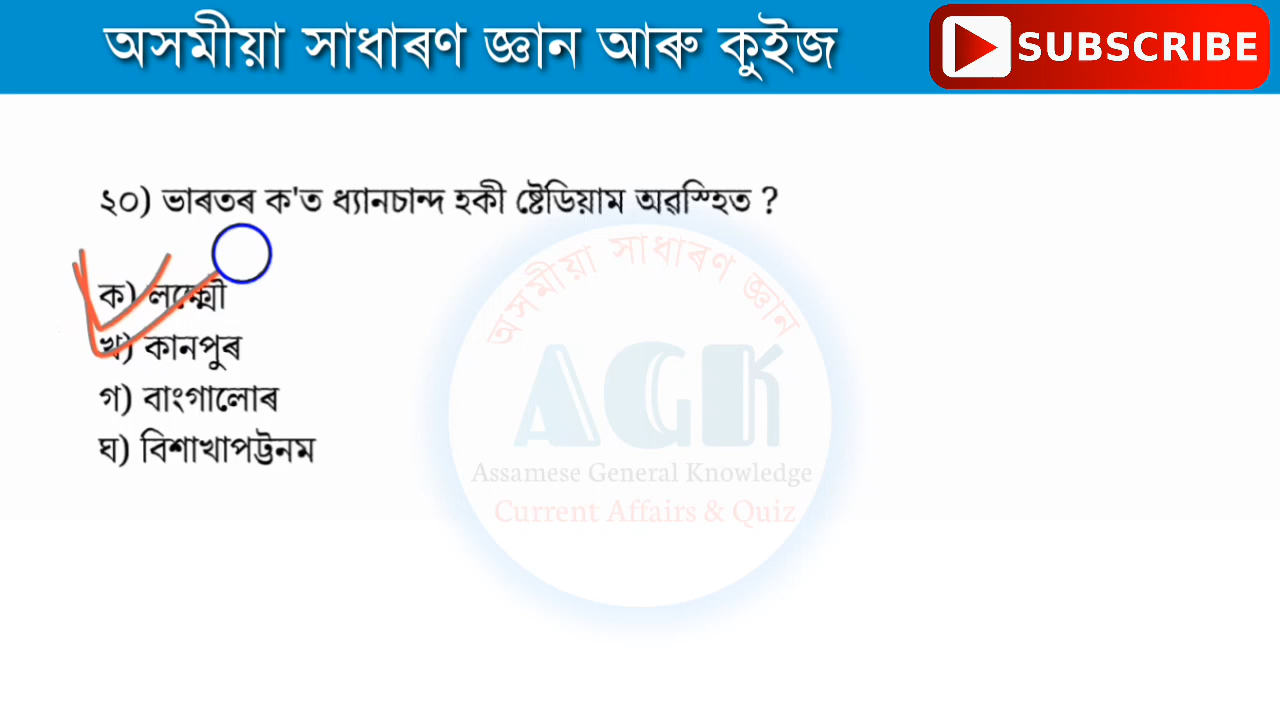 অসমীয়া সাধাৰণ জ্ঞান আৰু কুইজ
SUBSCRIBE
২০) ভাৰতৰ ক'ত ধ্যানচান্দ হকী ষ্টেডিয়াম অৱস্হিত ?
ক) লক্ষ্মৌ
খ) কানপুৰ
গ) বাংগালোৰ
ঘ) বিশাখাপট্টনম
অসমীয়া সাধাৰণ জ্ঞান
AGK
Assamese General Knowledge
Current Affairs & Quiz